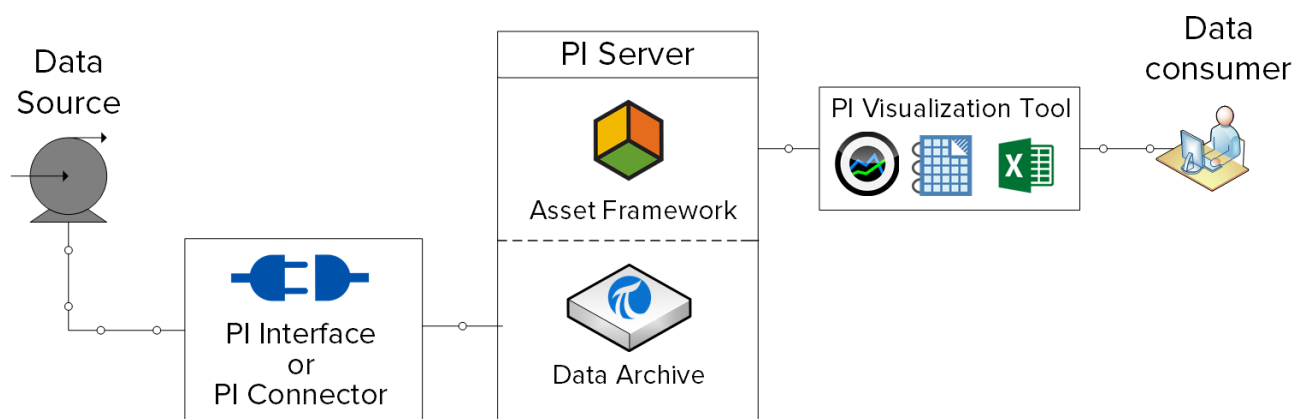 Data
Source
PI Interface
or
PI Connector
PI Server
Asset Framework
Data Archive
PI Visualization Tool
X
Data
consumer